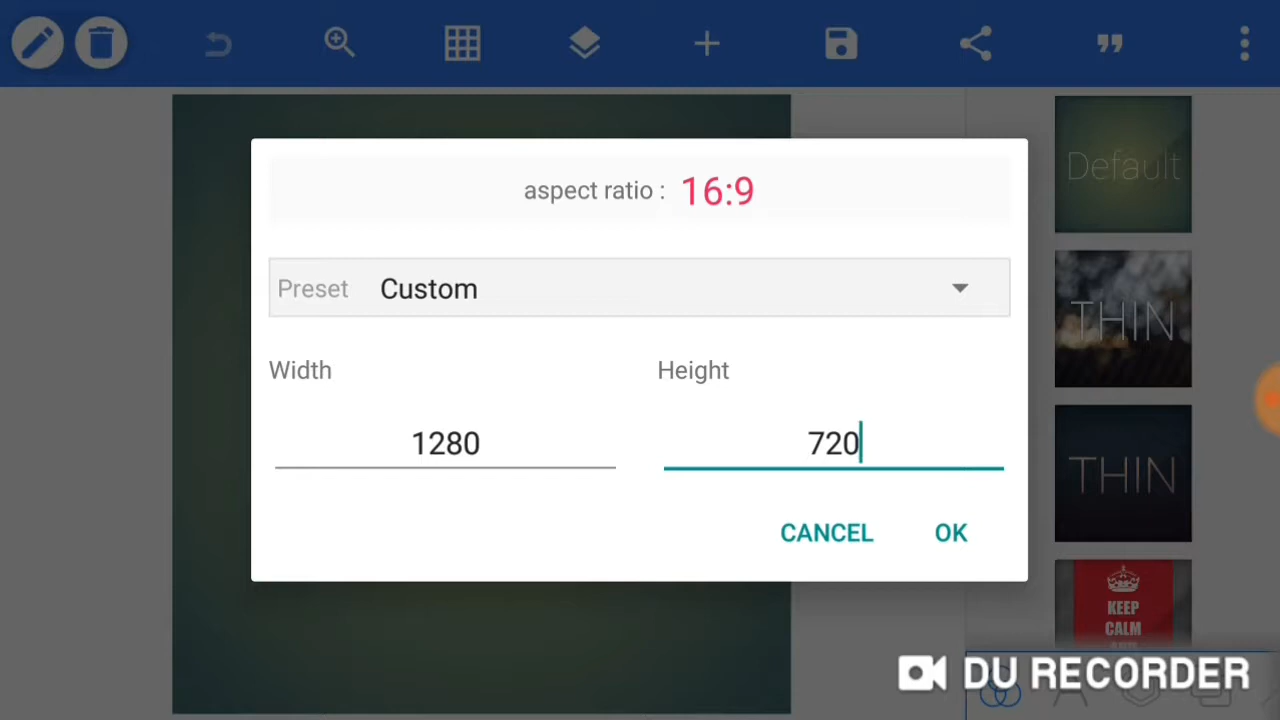 aspect ratio : 16:9
Preset Custom
Width Height
1280 720
CANCEL OK
Default
THIN
THIN
KEEP
CALM
DU RECORDER